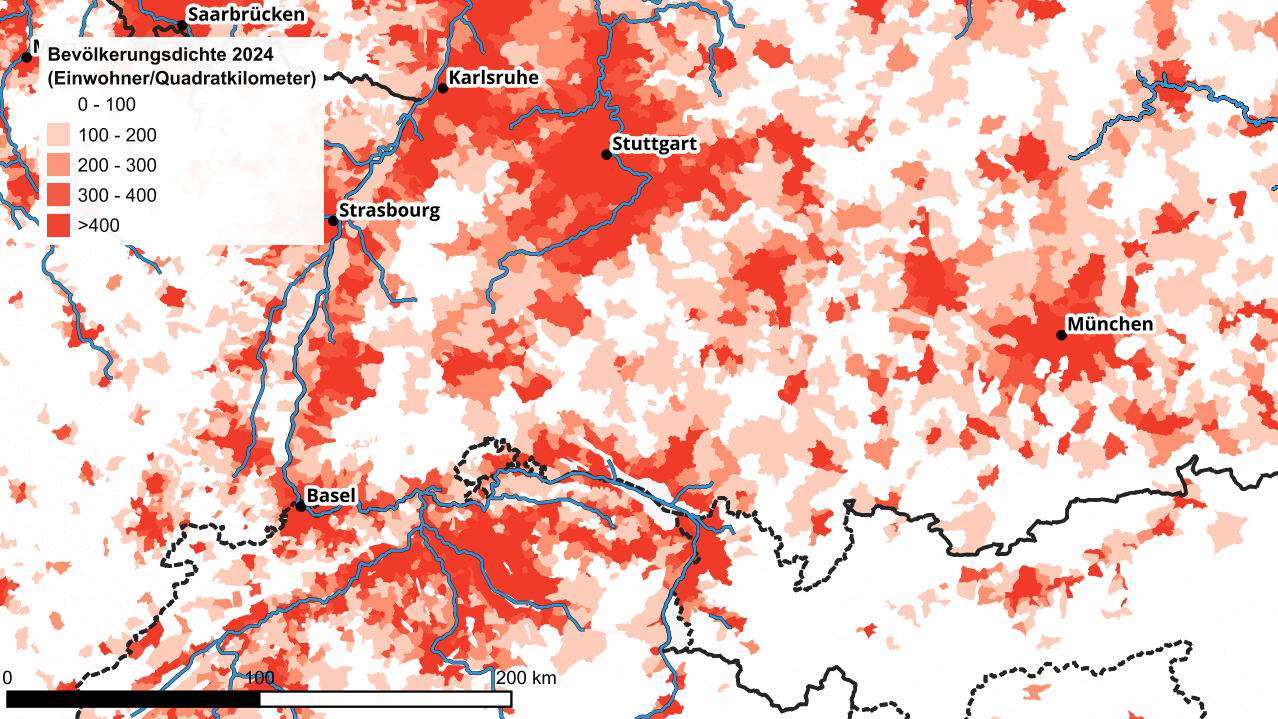 Saarbrücken
Bevölkerungsdichte 2024
(Einwohner/Quadratkilometer)
0 - 100
100 - 200
200 - 300
300 - 400
>400
Karlsruhe
Stuttgart
Strasbourg
München
Basel
0
100
200 km